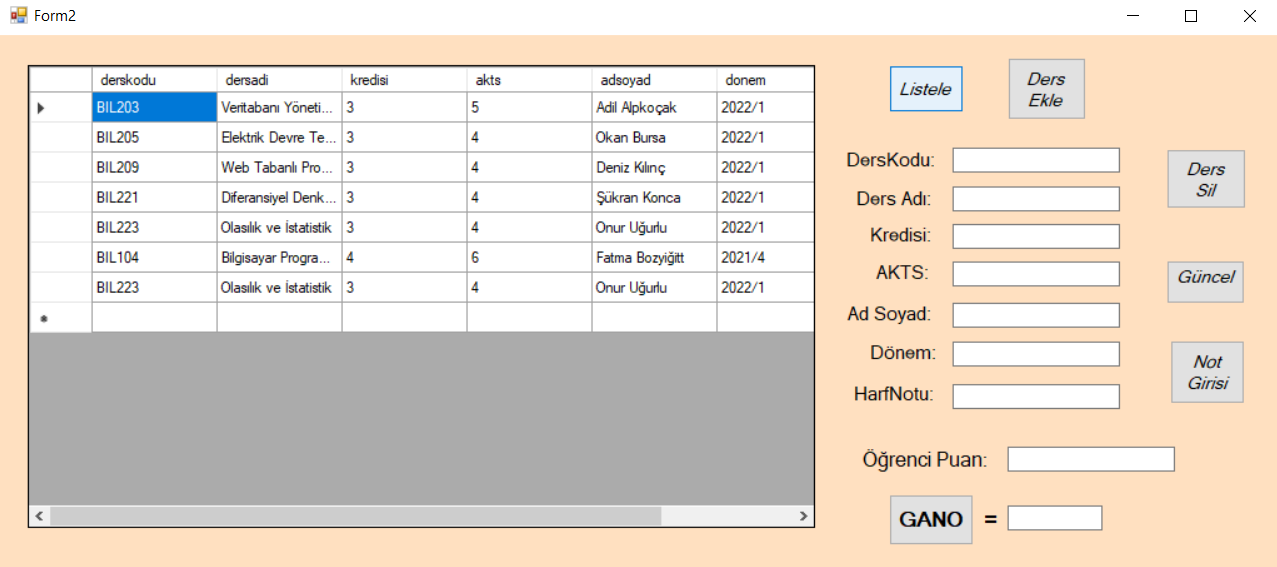 Form2
derskodu dersadi kredisi akts adsoyad donem
BIL203 Veritabanı Yöneti... 3 5 Adil Alpkoçak 2022/1
BIL205 Elektrik Devre Te... 3 4 Okan Bursa 2022/1
BIL209 Web Tabanlı Pro... 3 4 Deniz Kılınç 2022/1
BIL221 Diferansiyel Denk... 3 4 Şükran Konca 2022/1
BIL223 Olasılık ve İstatistik 3 4 Onur Uğurlu 2022/1
BIL104 Bilgisayar Progra... 4 6 Fatma Bozyiğitt 2021/4
BIL223 Olasılık ve İstatistik 3 4 Onur Uğurlu 2022/1
Listele
Ders
Ekle
DersKodu:
Ders Adı:
Kredisi:
AKTS:
Ad Soyad:
Dönem:
HarfNotu:
Ders
Sil
Güncel
Not
Girisi
Öğrenci Puan:
GANO =